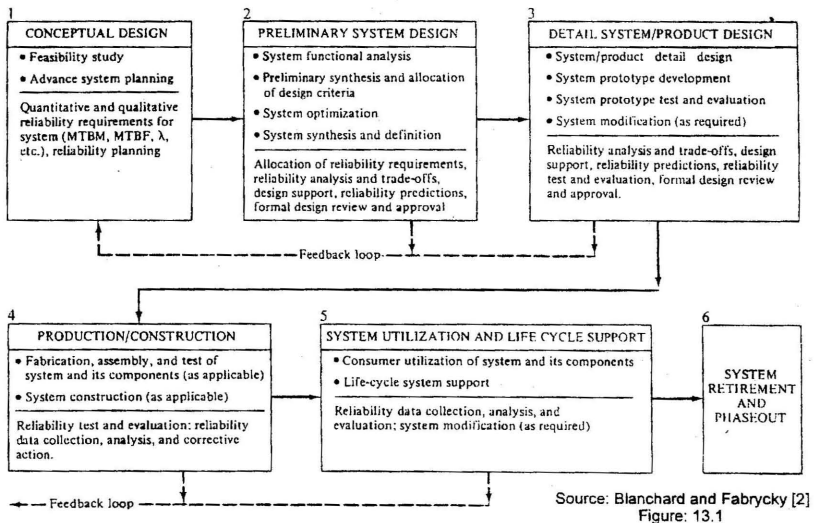 1
CONCEPTUAL DESIGN
• Feasibility study
• Advance system planning
Quantitative and qualitative
reliability requirements for
system (MTBM, MTBF, λ,
etc.), reliability planning
2
PRELIMINARY SYSTEM DESIGN
• System functional analysis
• Preliminary synthesis and allocation
of design criteria
• System optimization
• System synthesis and definition
Allocation of reliability requirements,
reliability analysis and trade-offs,
design support, reliability predictions,
formal design review and approval
3
DETAIL SYSTEM/PRODUCT DESIGN
• System/product detail design
• System prototype development
• System prototype test and evaluation
• System modification (as required)
Reliability analysis and trade-offs, design
support, reliability predictions, reliability
test and evaluation, formal design review
and approval.
Feedback loop
4
PRODUCTION/CONSTRUCTION
• Fabrication, assembly, and test of
system and its components (as applicable)
• System construction (as applicable)
Reliability test and evaluation; reliability
data collection, analysis, and corrective
action.
5
SYSTEM UTILIZATION AND LIFE CYCLE SUPPORT
• Consumer utilization of system and its components
• Life-cycle system support
Reliability data collection, analysis, and
evaluation; system modification (as required)
6
SYSTEM
RETIREMENT
AND
PHASEOUT
Feedback loop
Source: Blanchard and Fabrycky [2]
Figure: 13.1